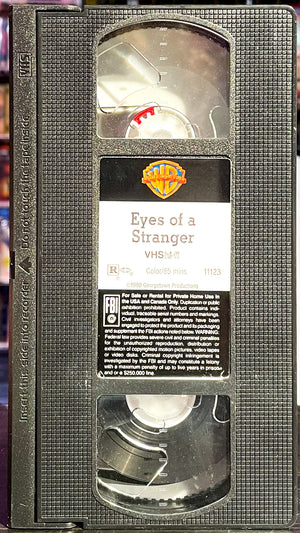 VHS
Do not touch the tape inside
Insert this side into recorder
Eyes of a
Stranger
VHS
R
Color/85 mins.
11123
©1980 Georgetown Productions
FBI
For Sale or Rental for Private Home Use in
the USA and Canada Only. Duplication or public
exhibition of copyrighted portions. Product contains
individual, traceable serial numbers and markings.
Civil investigators and attorneys have been
engaged to protect the product and its packaging
and supplement the FBI actions noted below. WARNING:
Federal law provides severe civil and criminal penalties
for the unauthorized reproduction, distribution or
exhibition of copyrighted motion pictures, video tapes
or video disks. Criminal copyright infringement is
investigated by the FBI and may constitute a felony
with a maximum penalty of up to five years in prison
and or a $250,000 fine.